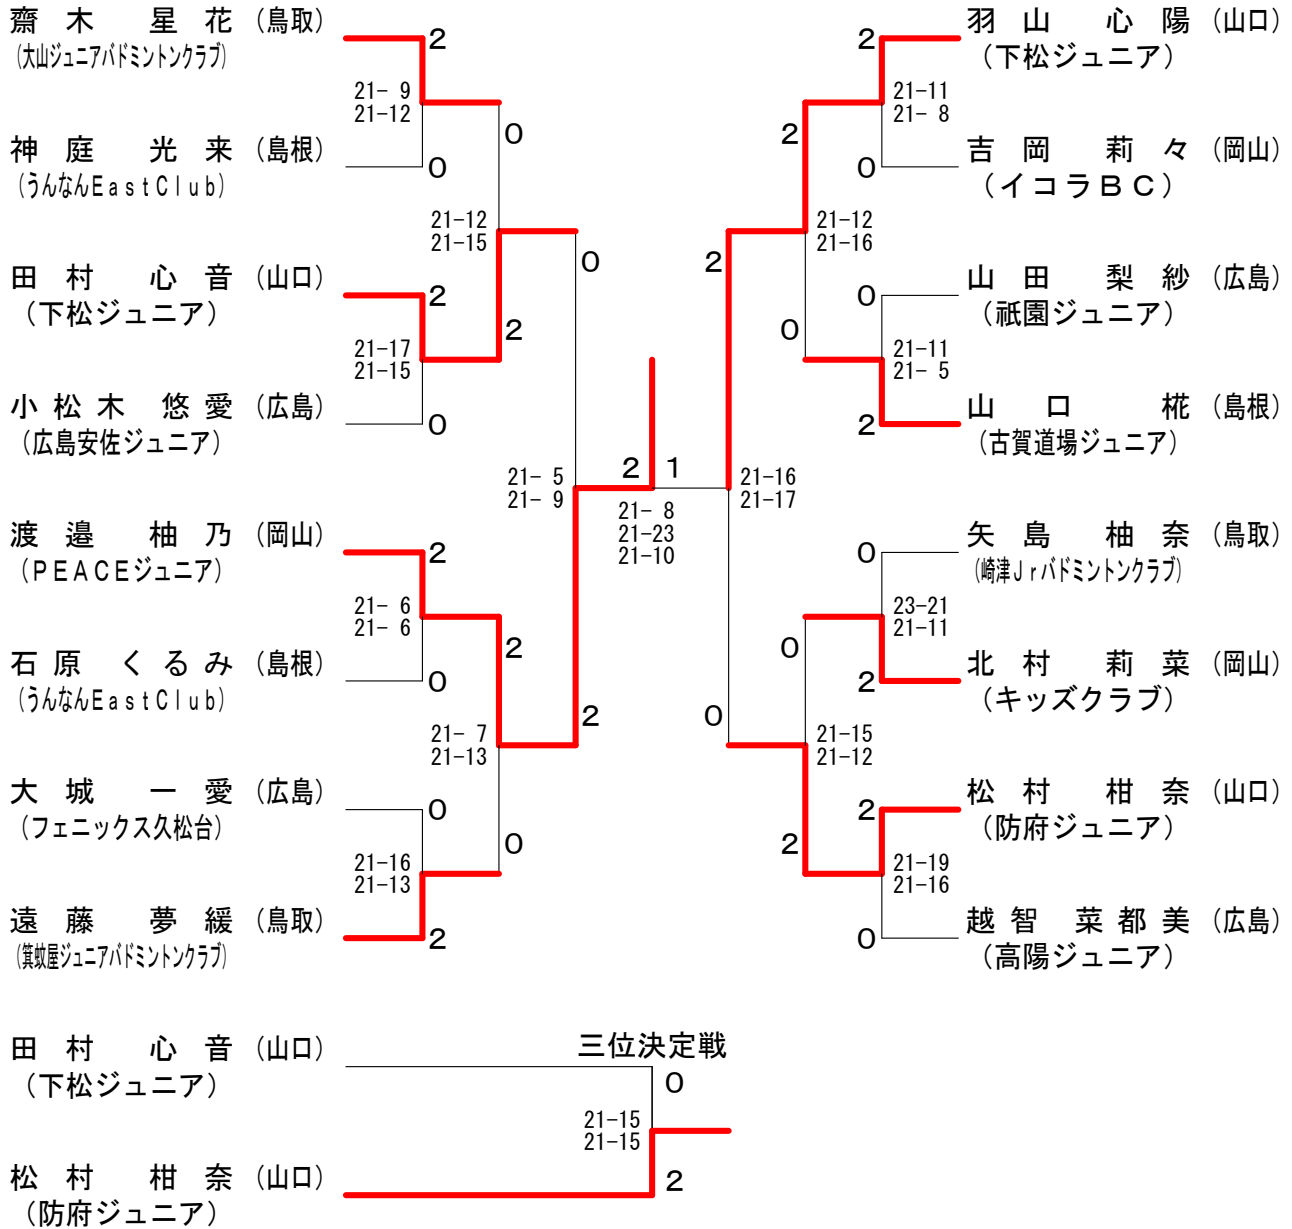 齋木 星花 (鳥取)
(大山ジュニアバドミントンクラブ)
2
21- 9
21-12
0
神庭 光来 (島根)
(うんなんEastClub)
0
21-12
21-15
0
田村 心音 (山口)
(下松ジュニア)
2
21-17
21-15
2
小松木 悠愛 (広島)
(広島安佐ジュニア)
0
21- 5
21- 9
渡邉 柚乃 (岡山)
(PEACEジュニア)
2
21- 6
21- 6
2
石原 くるみ (島根)
(うんなんEastClub)
0
21- 7
21-13
2
大城 一愛 (広島)
(フェニックス久松台)
0
21-16
21-13
0
遠藤 夢緩 (鳥取)
(箕蚊屋ジュニアバドミントンクラブ)
2
2 1
21- 8
21-23
21-10
羽山 心陽 (山口)
(下松ジュニア)
2
21-11
21- 8
2
吉岡 莉々 (岡山)
(イコラBC)
0
21-12
21-16
2
山田 梨紗 (広島)
(祇園ジュニア)
0
21-11
21- 5
0
山口 椛 (島根)
(古賀道場ジュニア)
2
21-16
21-17
矢島 柚奈 (鳥取)
(崎津Jrバドミントンクラブ)
0
23-21
21-11
0
北村 莉菜 (岡山)
(キッズクラブ)
2
21-15
21-12
0
松村 柑奈 (山口)
(防府ジュニア)
2
21-19
21-16
2
越智 菜都美 (広島)
(高陽ジュニア)
0
三位決定戦
田村 心音 (山口)
(下松ジュニア)
0
21-15
21-15
松村 柑奈 (山口)
(防府ジュニア)
2